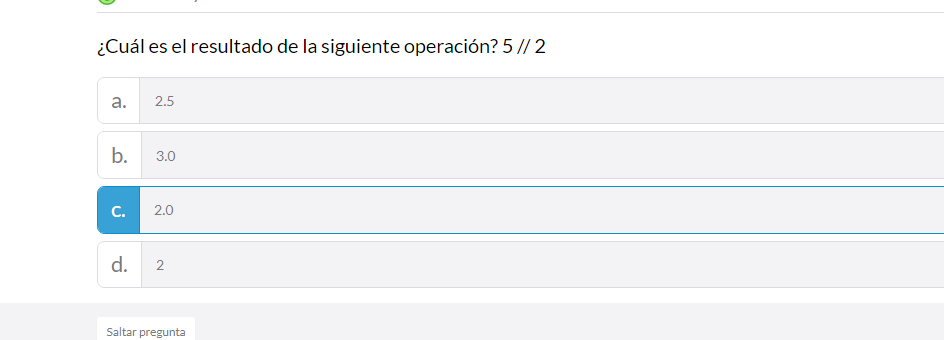 ¿Cuál es el resultado de la siguiente operación? 5 // 2
a. 2.5
b. 3.0
c. 2.0
d. 2
Saltar pregunta